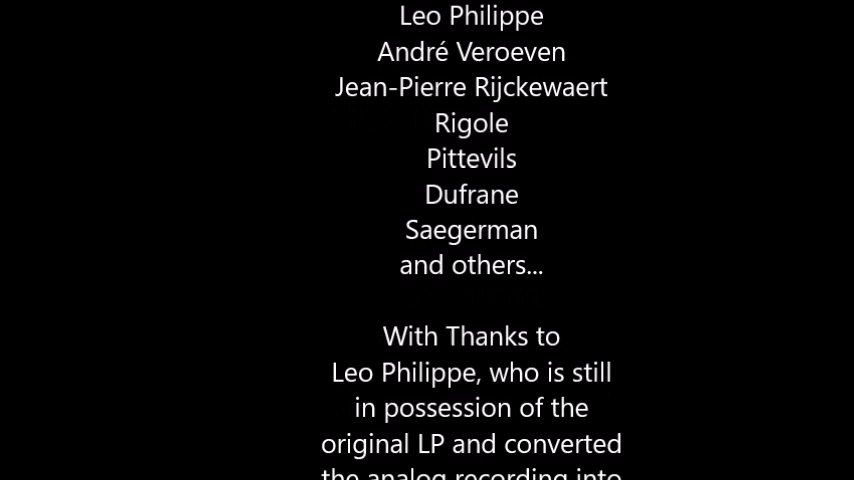 Leo Philippe
André Veroeven
Jean-Pierre Rijckewaert
Rigole
Pittevils
Dufrane
Saegerman
and others...
With Thanks to
Leo Philippe, who is still
in possession of the
original LP and converted
the analog recording into